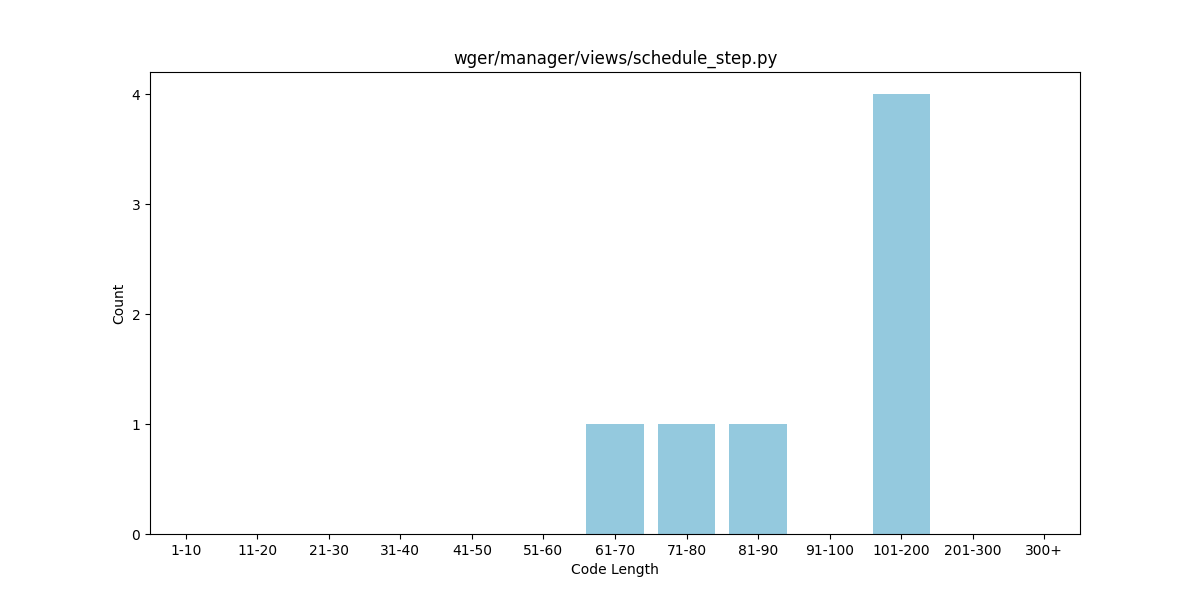 wger/manager/views/schedule_step.py
4
3
2
1
0
Count
1-10 11-20 21-30 31-40 41-50 51-60 61-70 71-80 81-90 91-100 101-200 201-300 300+
Code Length